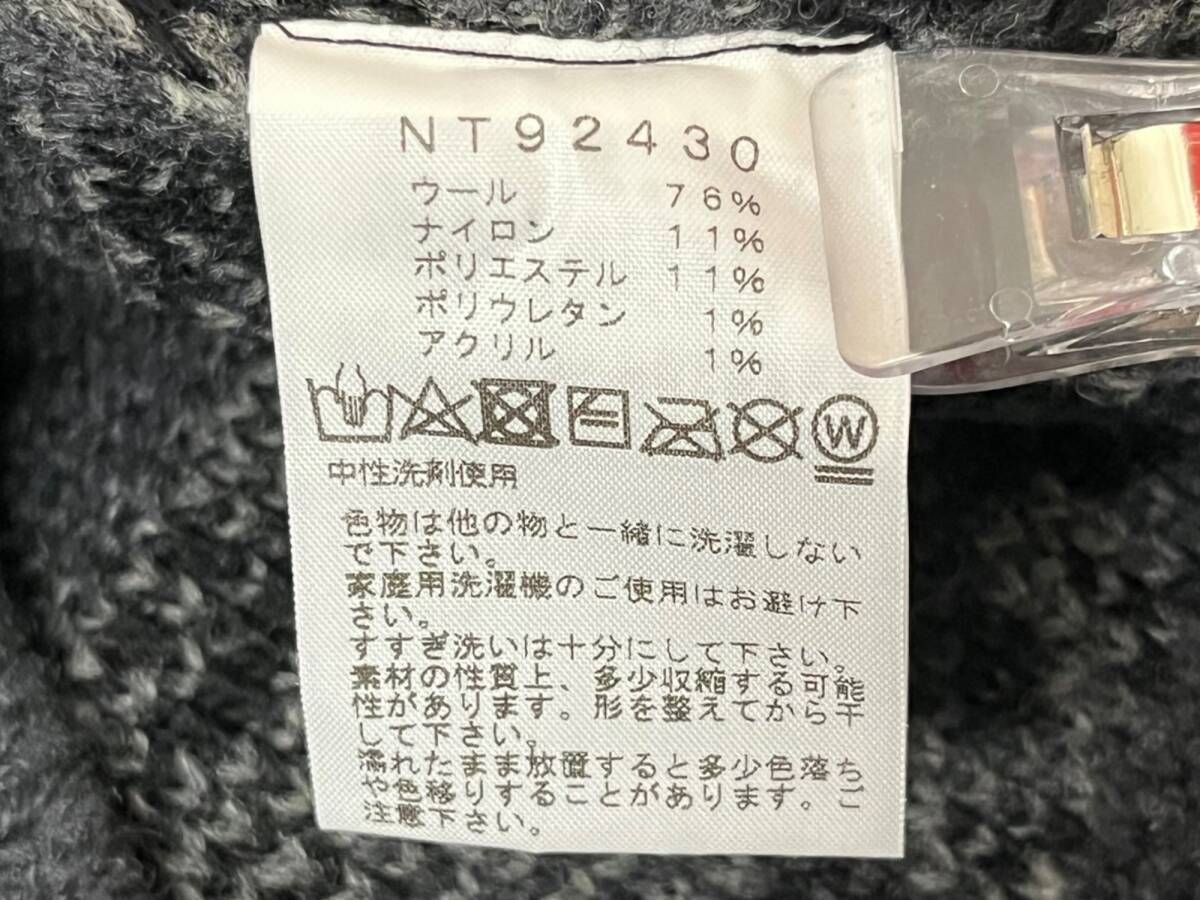 NT92430
ウール 76%
ナイロン 11%
ポリエステル 11%
ポリウレタン 1%
アクリル 1%
W
中性洗剤使用
色物は他の物と一緒に洗濯しない
で下さい。
家庭用洗濯機のご使用はお避け下
さい。
すすぎ洗いは十分にして下さい。
素材の性質上、多少収縮する可能
性があります。形を整えてから干
して下さい。
濡れたまま放置すると多少色落ち
や色移りすることがあります。ご
注意下さい。